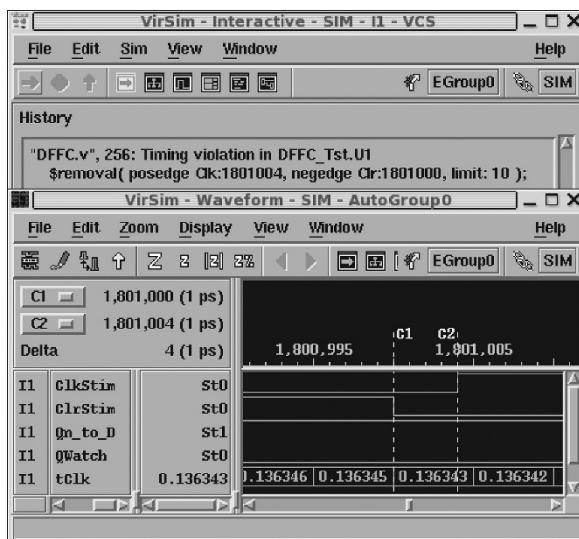 VirSim - Interactive - SIM - I1 - VCS
File Edit Sim View Window Help
EGroup0 SIM
History
"DFFC.v", 256: Timing violation in DFFC_Tst.U1
$removal( posedge Clk:1801004, negedge Clr:1801000, limit: 10 );
VirSim - Waveform - SIM - AutoGroup0
File Edit Zoom Display View Window Help
EGroup0 SIM
C1 1,801,000 (1 ps)
C2 1,801,004 (1 ps)
Delta 4 (1 ps)
C1 C2
1,800,995 1,801,005
I1 ClkStim St0
I1 ClrStim St0
I1 Qn_to_D St1
I1 QWatch St0
I1 tClk 0.136343 0.136346 0.136345 0.136343 0.136342